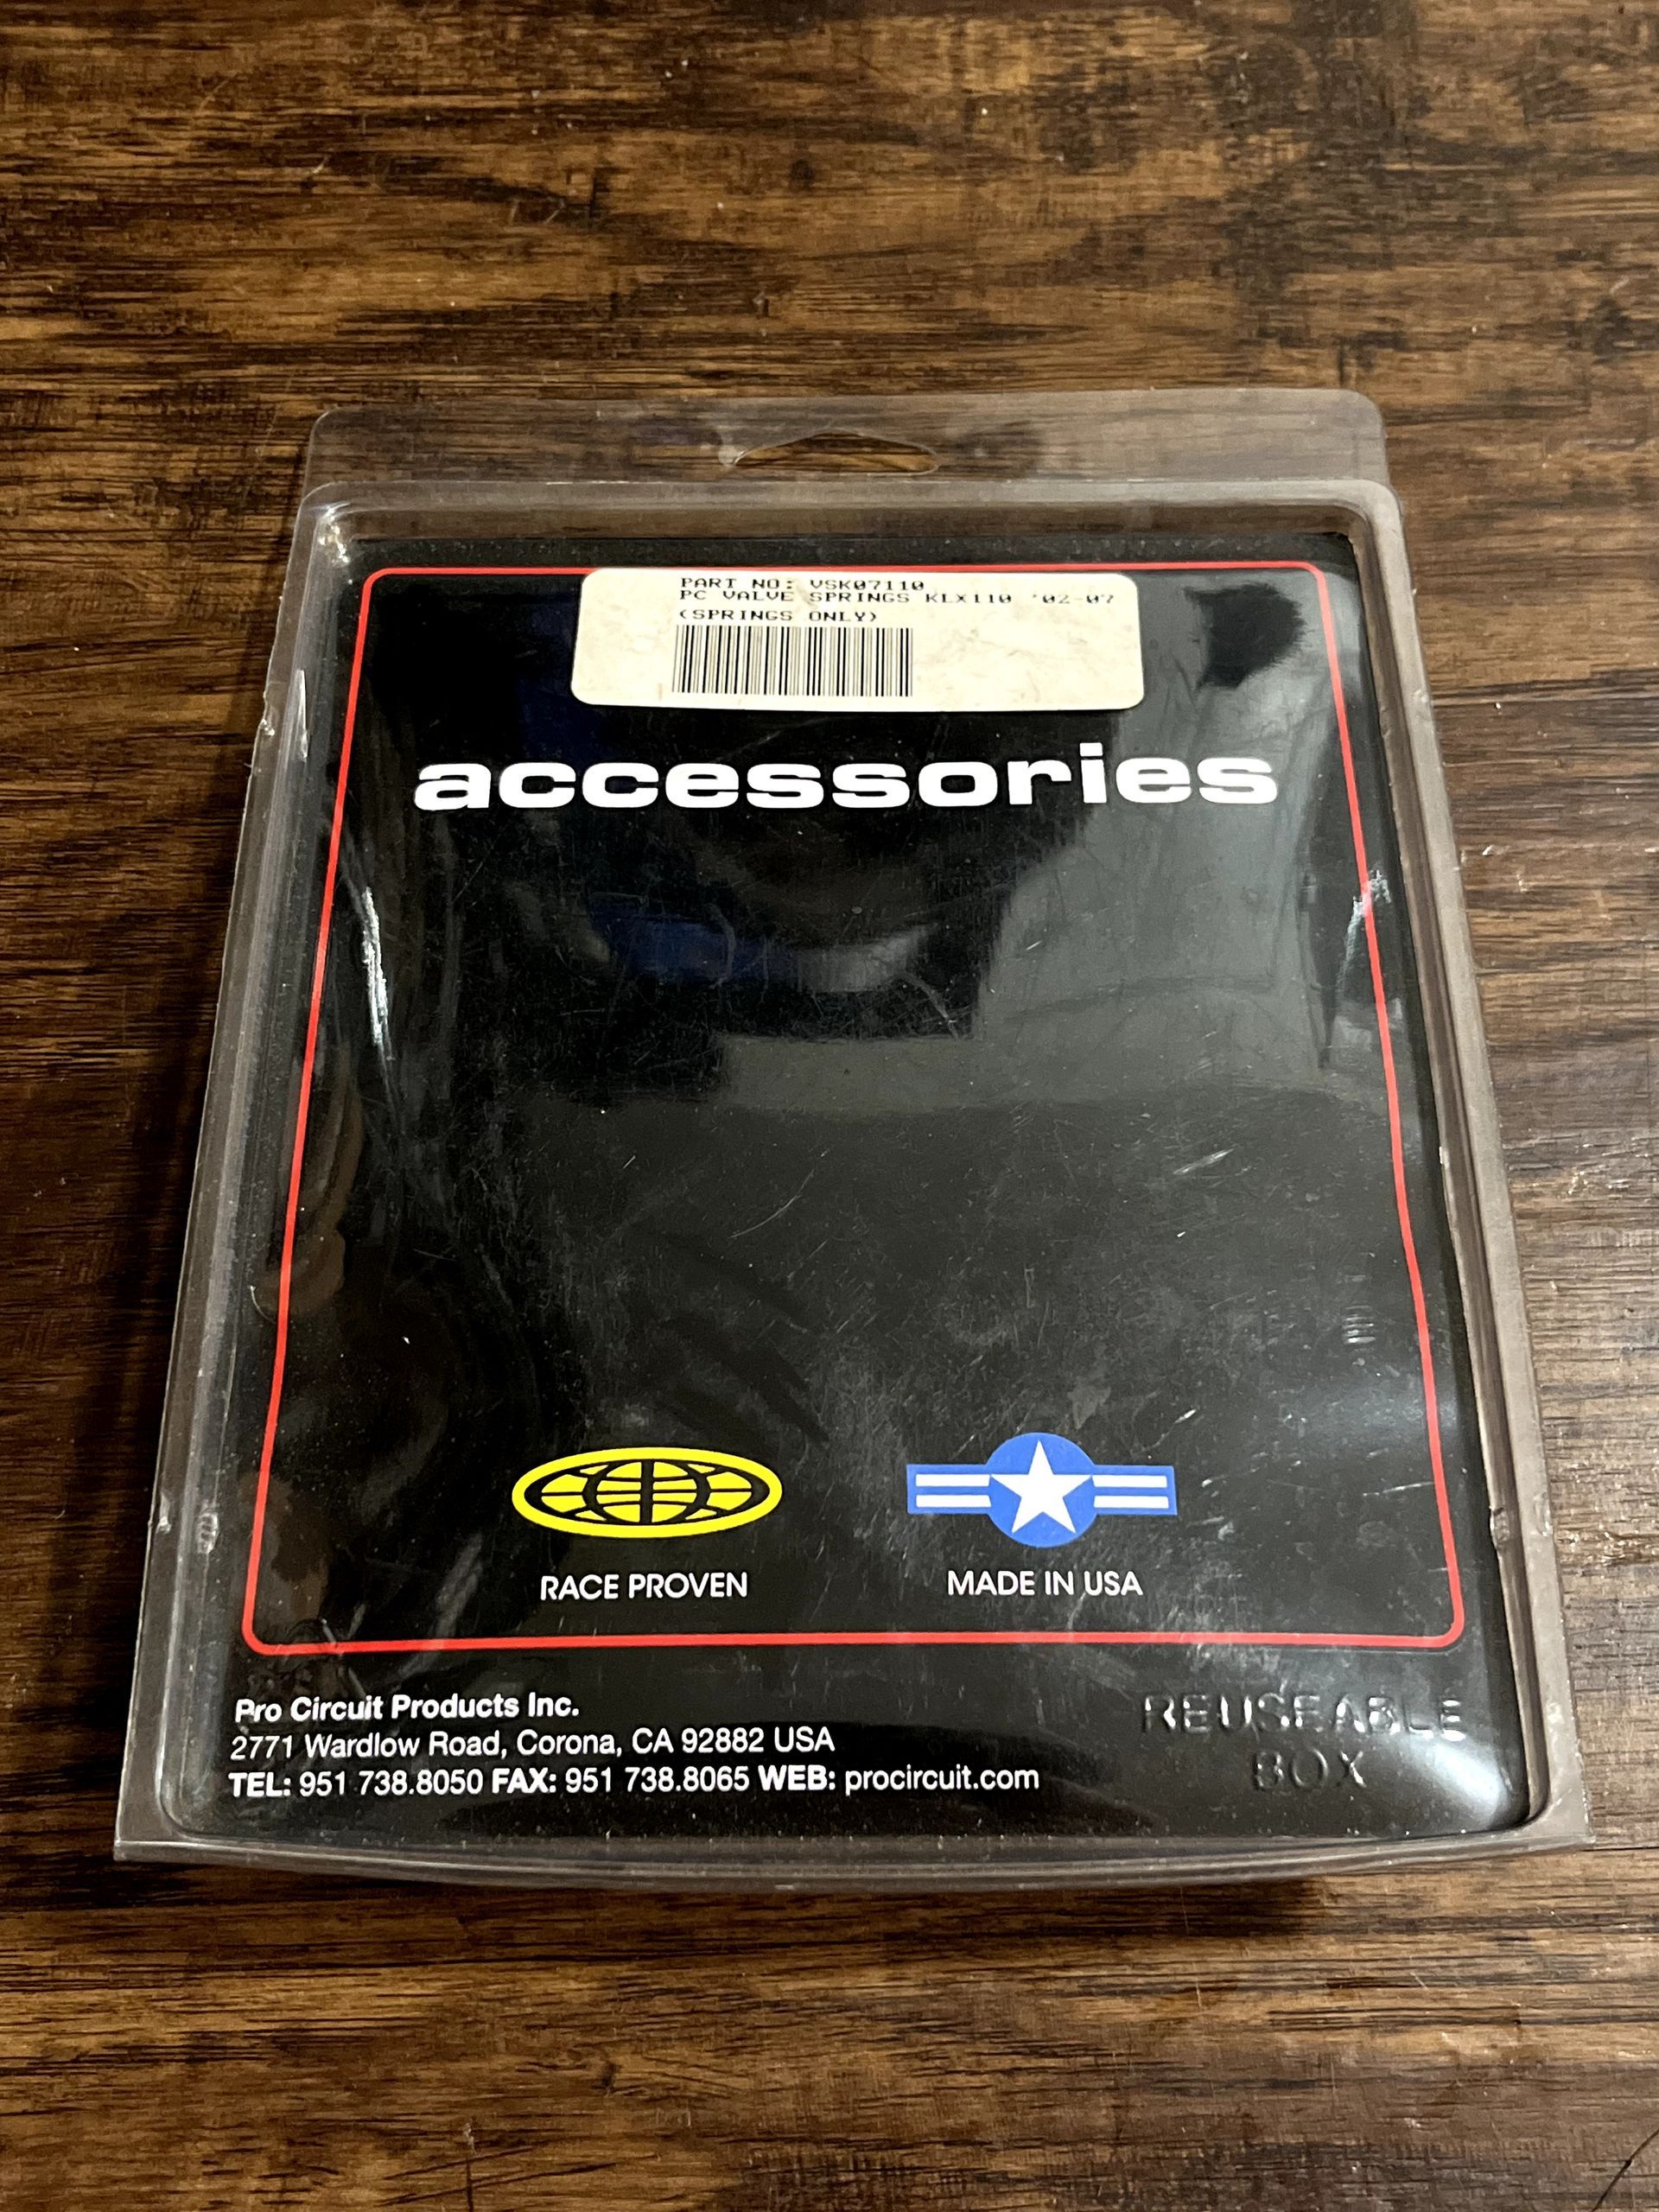 PART NO: VSK07110
PC VALVE SPRINGS KLX110 '02-07
(SPRINGS ONLY)
accessories
RACE PROVEN
MADE IN USA
Pro Circuit Products Inc.
2771 Wardlow Road, Corona, CA 92882 USA
TEL: 951 738.8050 FAX: 951 738.8065 WEB: procircuit.com
REUSEABLE
BOX